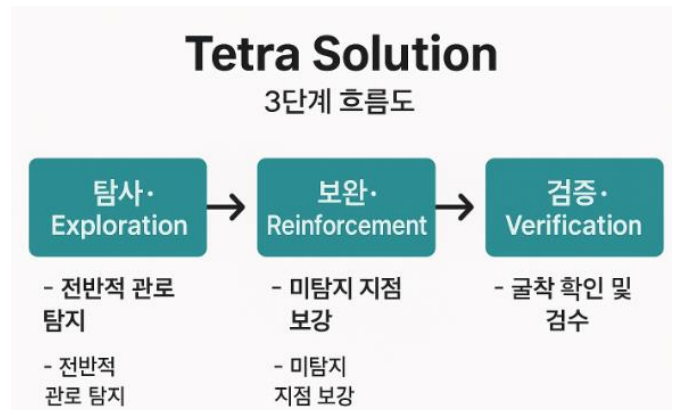 Tetra Solution
3단계 흐름도
탐사·
Exploration
보완·
Reinforcement
검증·
Verification
- 전반적 관로
탐지
- 미탐지 지점
보강
- 굴착 확인 및
검수
- 전반적
관로 탐지
- 미탐지
지점 보강